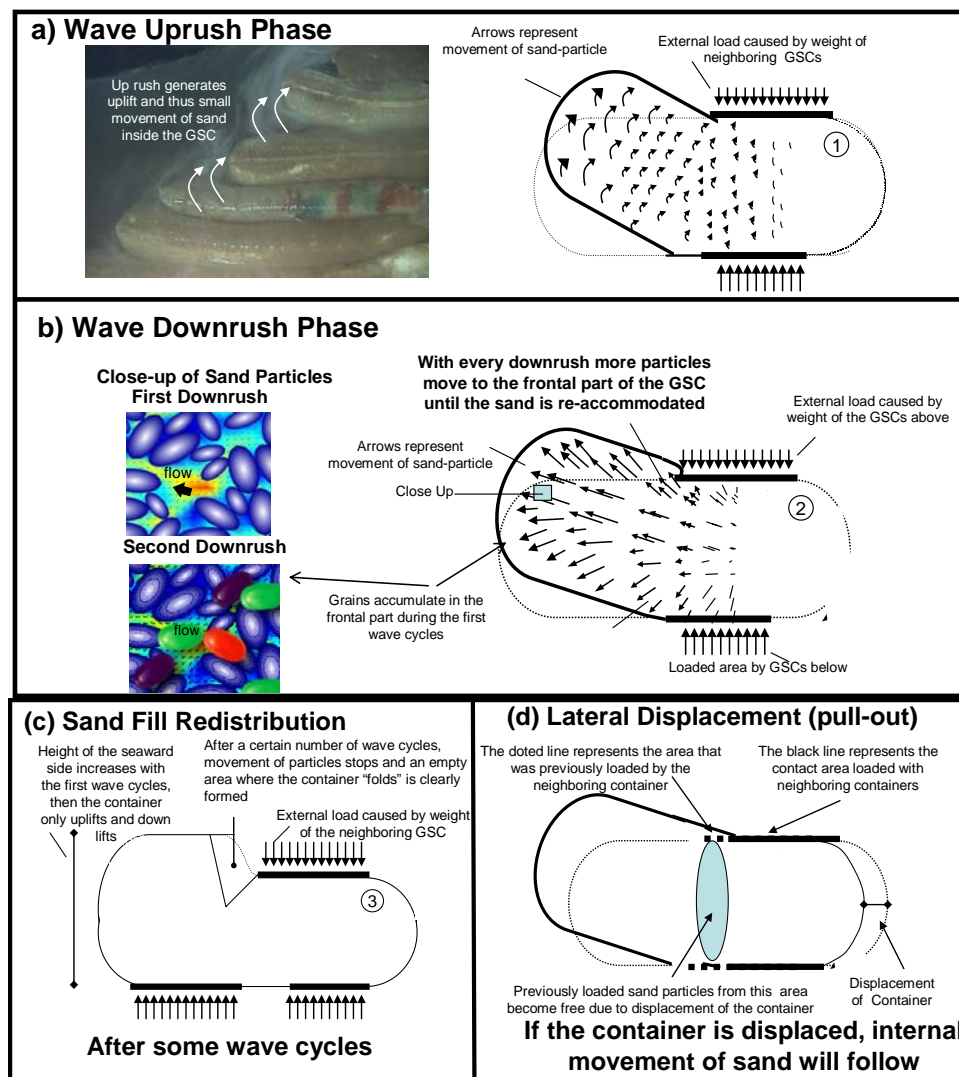 a) Wave Uprush Phase
Up rush generates
uplift and thus small
movement of sand
inside the GSC
Arrows represent
movement of sand-particle
External load caused by weight of
neighboring GSCs
1
b) Wave Downrush Phase
Close-up of Sand Particles
First Downrush
flow
Second Downrush
flow
With every downrush more particles
move to the frontal part of the GSC
until the sand is re-accommodated
Arrows represent
movement of sand-particle
Close Up
External load caused by
weight of the GSCs above
2
Grains accumulate in the
frontal part during the first
wave cycles
Loaded area by GSCs below
(c) Sand Fill Redistribution
Height of the seaward
side increases with
the first wave cycles,
then the container
only uplifts and down
lifts
After a certain number of wave cycles,
movement of particles stops and an empty
area where the container “folds” is clearly
formed
External load caused by weight
of the neighboring GSC
3
After some wave cycles
(d) Lateral Displacement (pull-out)
The doted line represents the area that
was previously loaded by the
neighboring container
The black line represents the
contact area loaded with
neighboring containers
Previously loaded sand particles from this area
become free due to displacement of the container
Displacement
of Container
If the container is displaced, internal
movement of sand will follow